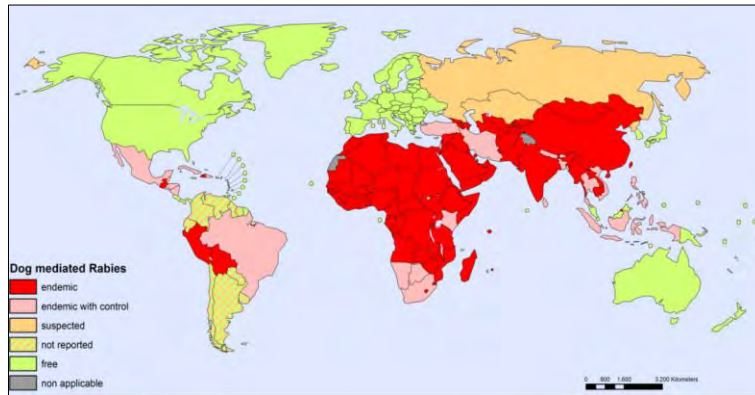 Dog mediated Rabies
endemic
endemic with control
suspected
not reported
free
non applicable
0 800 1.600 3.200 Kilometers